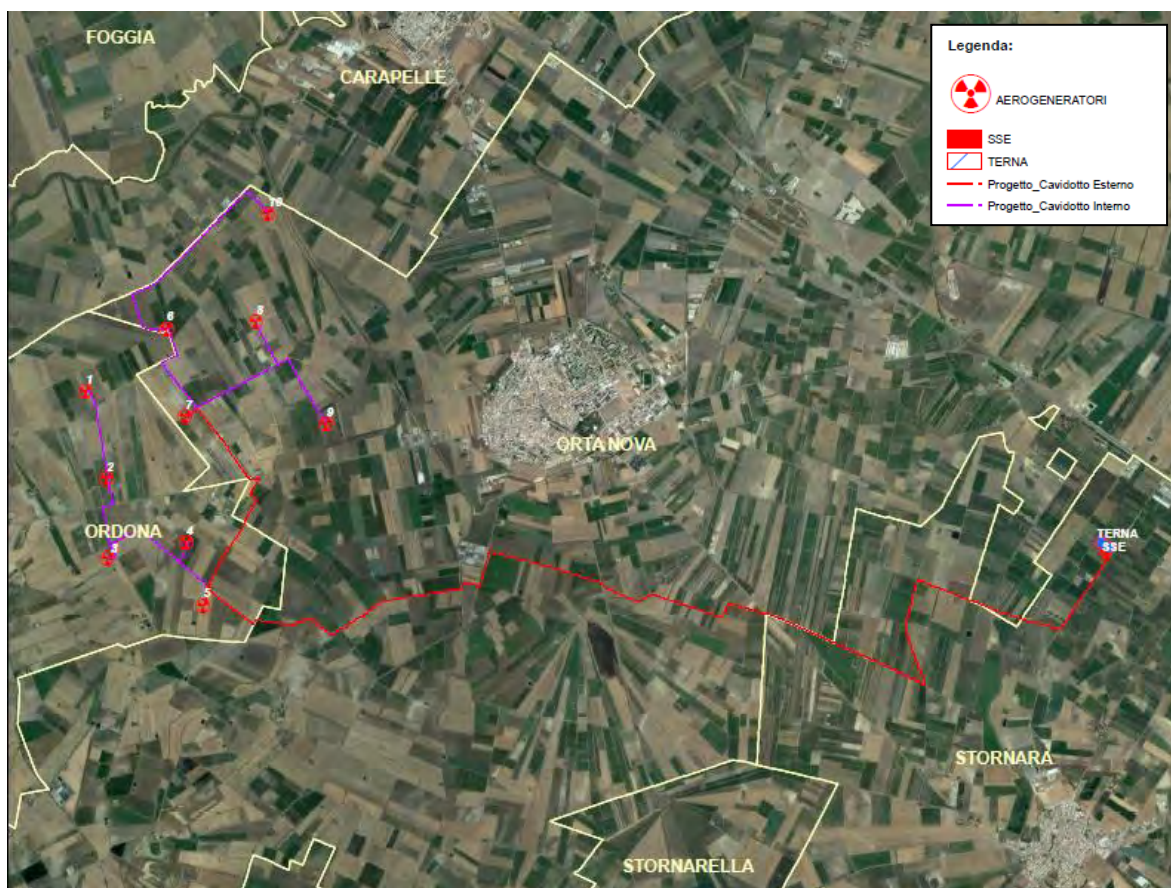 FOGGIA
CARAPELLE
Legenda:
AEROGENERATORI
SSE
TERNA
Progetto_Cavidotto Esterno
Progetto_Cavidotto Interno
10
6
8
1
7
9
ORTA NOVA
2
ORDONA
4
3
TERNA
SSE
5
STORNARA
STORNARELLA